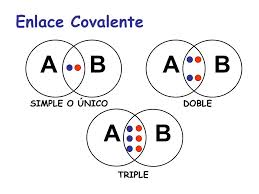 Enlace Covalente
A B A B
SIMPLE O ÚNICO DOBLE
A B
TRIPLE